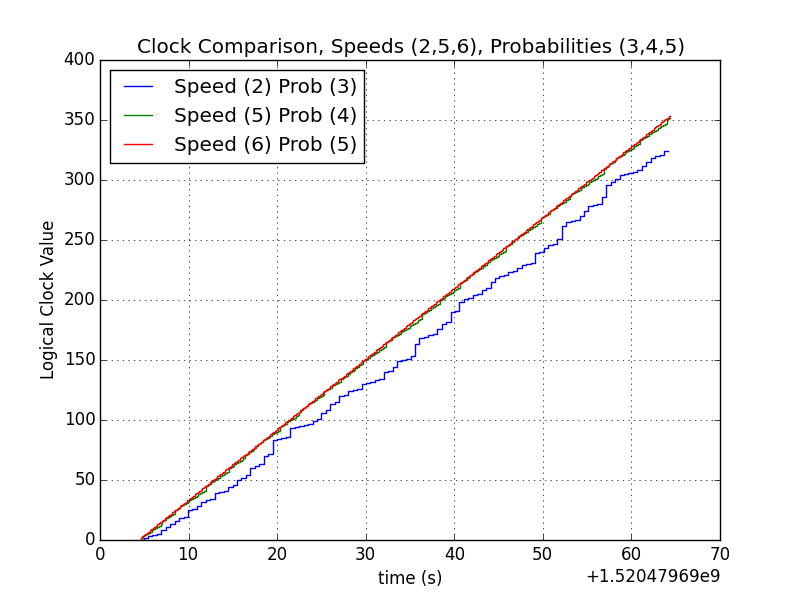 Clock Comparison, Speeds (2,5,6), Probabilities (3,4,5)
400
350
300
250
200
150
100
50
0
Logical Clock Value
Speed (2) Prob (3)
Speed (5) Prob (4)
Speed (6) Prob (5)
0 10 20 30 40 50 60 70
time (s)
+1.52047969e9